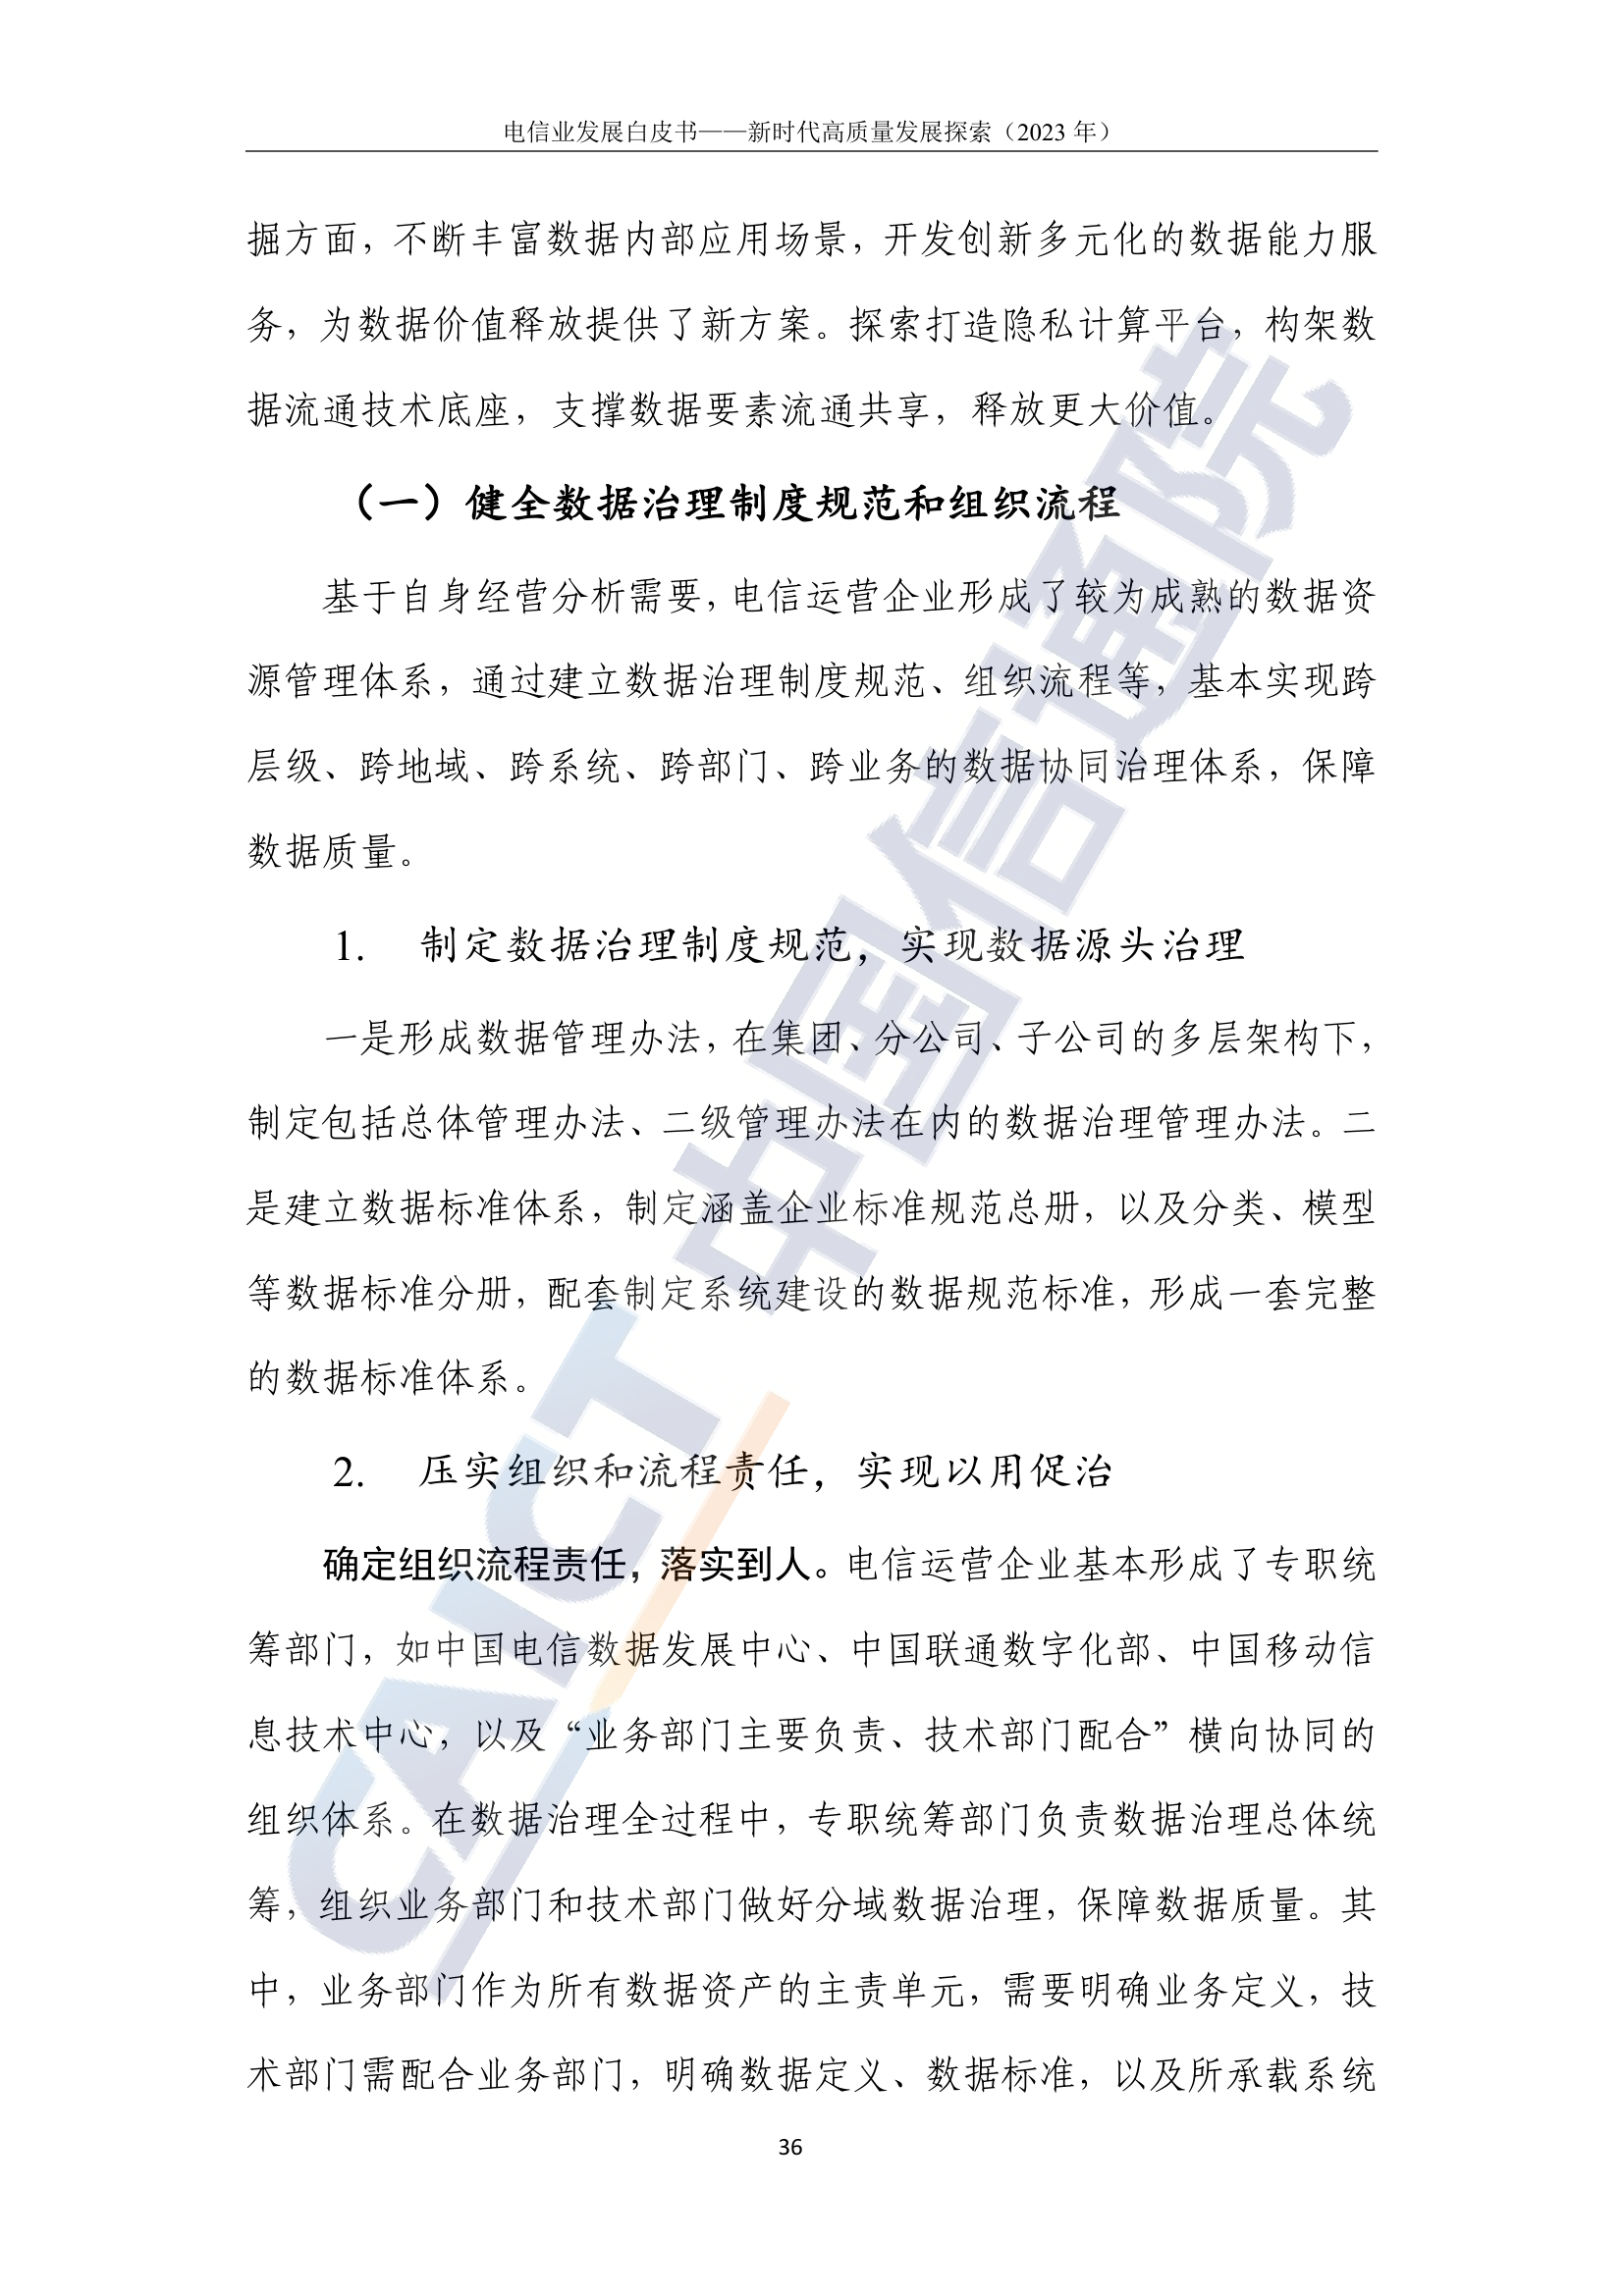 电信业发展白皮书——新时代高质量发展探索（2023 年）
掘方面，不断丰富数据内部应用场景，开发创新多元化的数据能力服
务，为数据价值释放提供了新方案。探索打造隐私计算平台，构架数
据流通技术底座，支撑数据要素流通共享，释放更大价值。
（一）健全数据治理制度规范和组织流程
基于自身经营分析需要，电信运营企业形成了较为成熟的数据资
源管理体系，通过建立数据治理制度规范、组织流程等，基本实现跨
层级、跨地域、跨系统、跨部门、跨业务的数据协同治理体系，保障
数据质量。
1. 制定数据治理制度规范，实现数据源头治理
一是形成数据管理办法，在集团、分公司、子公司的多层架构下，
制定包括总体管理办法、二级管理办法在内的数据治理管理办法。二
是建立数据标准体系，制定涵盖企业标准规范总册，以及分类、模型
等数据标准分册，配套制定系统建设的数据规范标准，形成一套完整
的数据标准体系。
2. 压实组织和流程责任，实现以用促治
确定组织流程责任，落实到人。电信运营企业基本形成了专职统
筹部门，如中国电信数据发展中心、中国联通数字化部、中国移动信
息技术中心，以及“业务部门主要负责、技术部门配合”横向协同的
组织体系。在数据治理全过程中，专职统筹部门负责数据治理总体统
筹，组织业务部门和技术部门做好分域数据治理，保障数据质量。其
中，业务部门作为所有数据资产的主责单元，需要明确业务定义，技
术部门需配合业务部门，明确数据定义、数据标准，以及所承载系统
36
CAICT 中国信通院